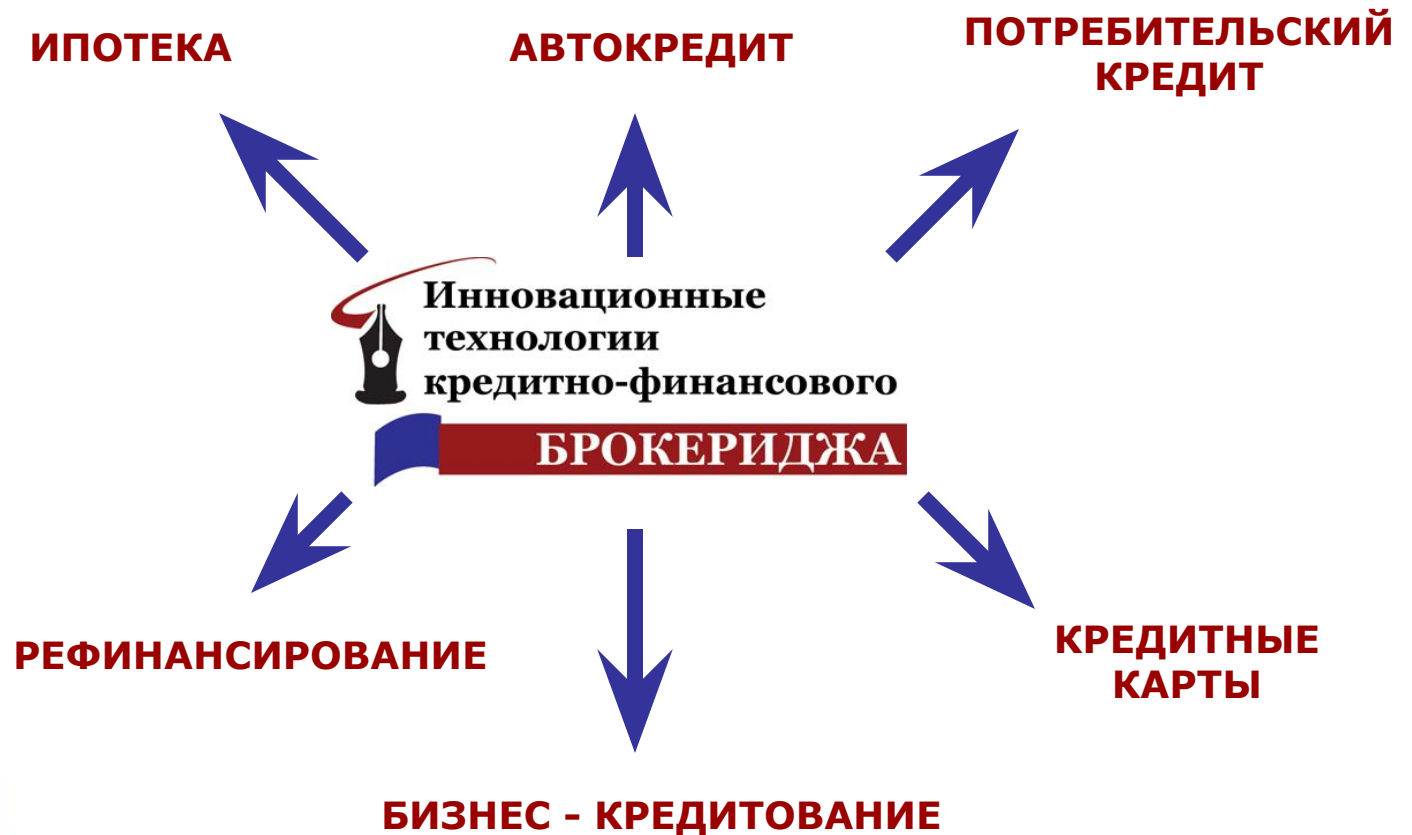 ИПОТЕКА
АВТОКРЕДИТ
ПОТРЕБИТЕЛЬСКИЙ
КРЕДИТ
Инновационные
технологии
кредитно-финансового
БРОКЕРИДЖА
РЕФИНАНСИРОВАНИЕ
КРЕДИТНЫЕ
КАРТЫ
БИЗНЕС - КРЕДИТОВАНИЕ